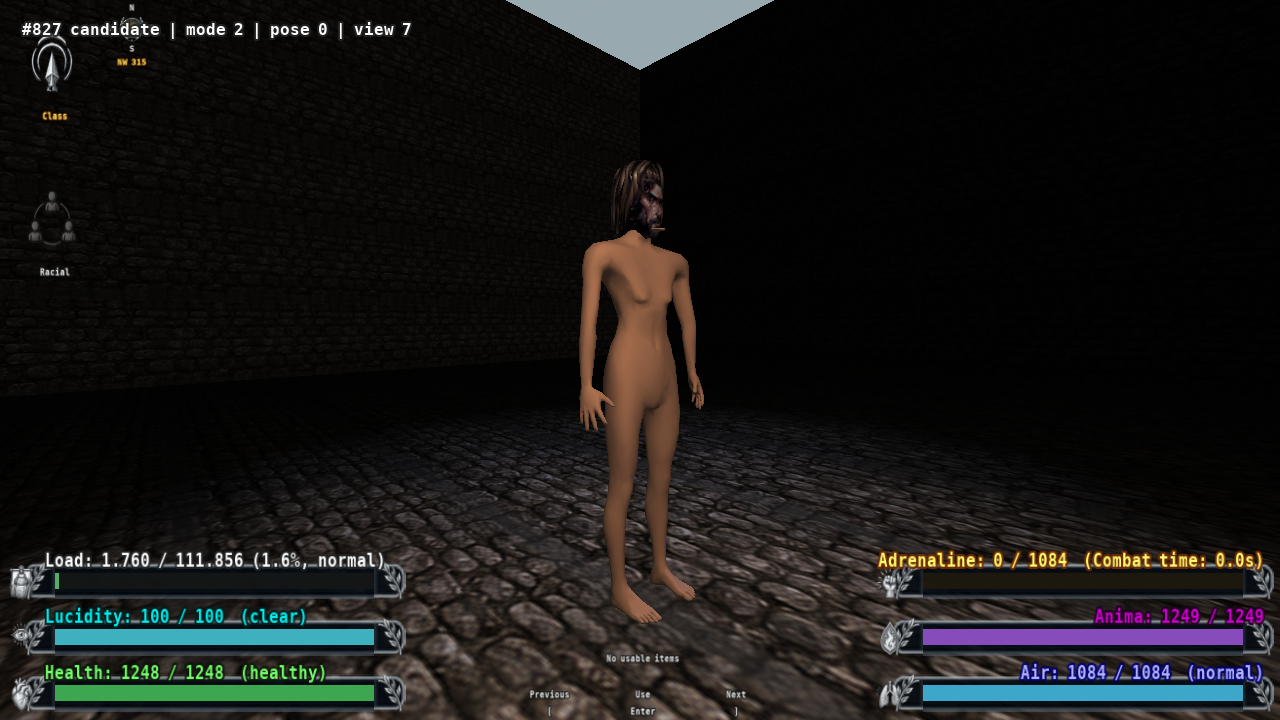 #827 candidate | mode 2 | pose 0 | view 7
N
S
NW 315
Class
Racial
Load: 1.760 / 111.856 (1.6%, normal)
Lucidity: 100 / 100 (clear)
Health: 1248 / 1248 (healthy)
Adrenaline: 0 / 1084 (Combat time: 0.0s)
Anima: 1249 / 1249
Air: 1084 / 1084 (normal)
No usable items
Previous Use Next
[ Enter ]